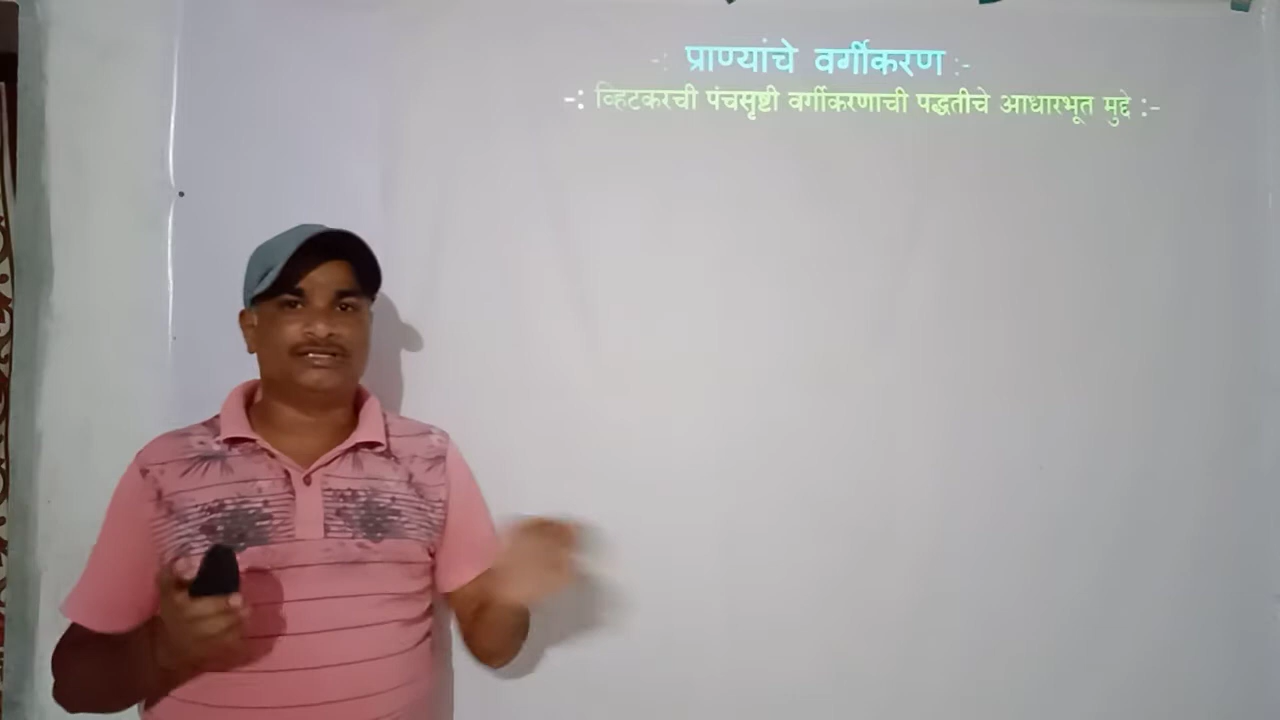 -: प्राण्यांचे वर्गीकरण :-
-: व्हिटकरची पंचसृष्टी वर्गीकरणाची पद्धतीचे आधारभूत मुद्दे :-